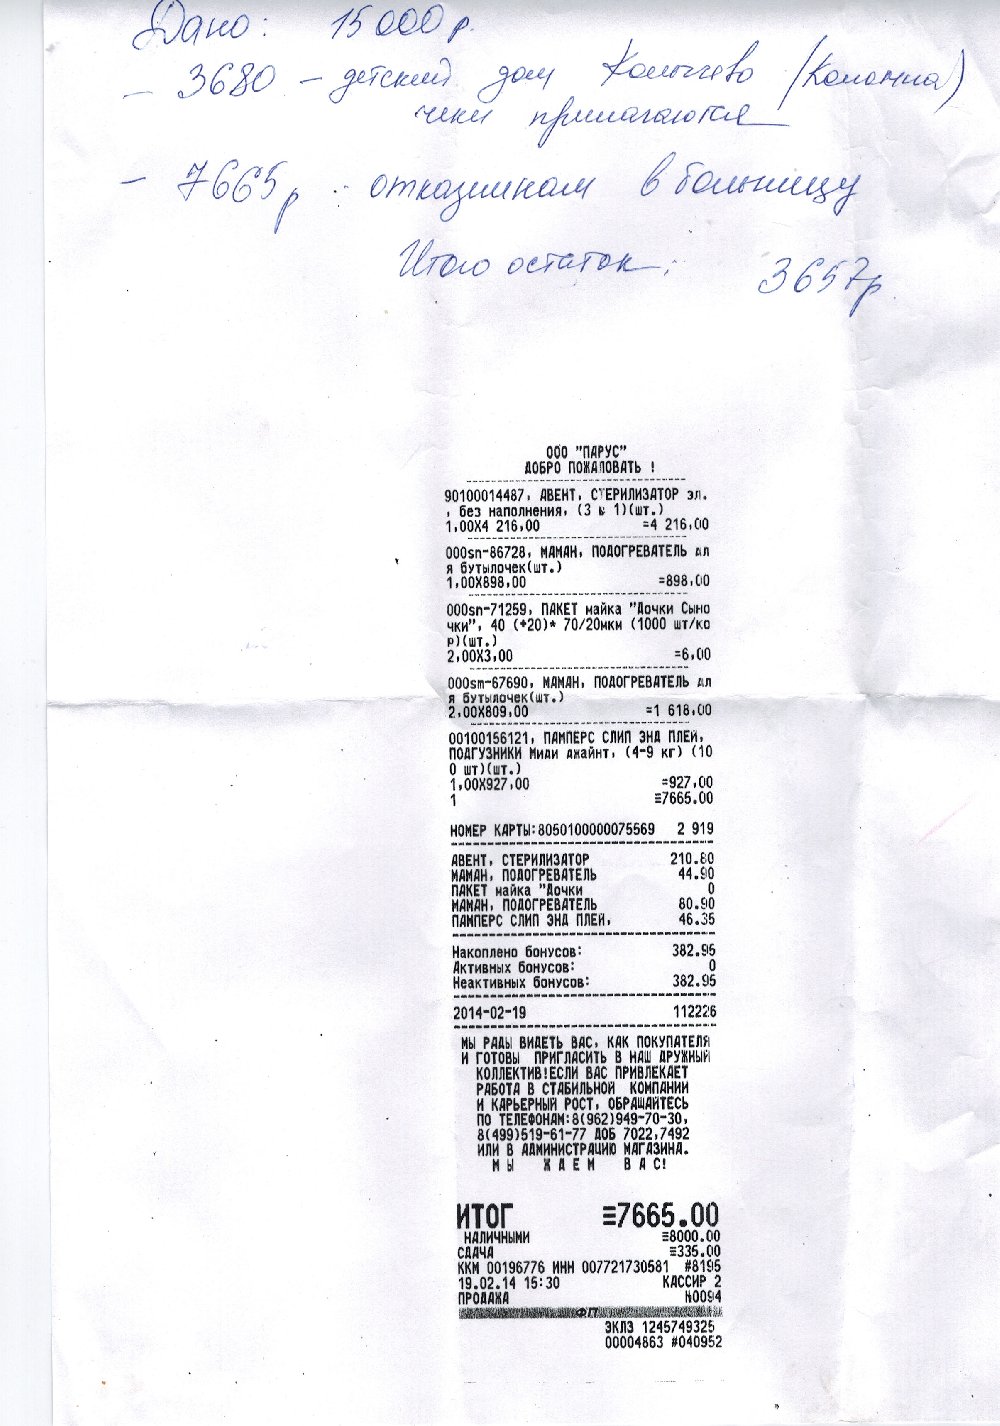 Дано: 15000р.
– 3680 – детский дом Колычево (Коломна)
чеки прилагаются
– 7665р. отказникам в больницу
Итого остаток: 3657р
ООО "ПАРУС"
ДОБРО ПОЖАЛОВАТЬ !
90100014487, АВЕНТ, СТЕРИЛИЗАТОР эл.
, без наполнения, (3 в 1)(шт.)
1,00X4 216,00 =4 216,00
000sn-86728, МАМАН, ПОДОГРЕВАТЕЛЬ дл
я бутылочек(шт.)
1,00X898,00 =898,00
000sn-71259, ПАКЕТ майка "Дочки Сыно
чки", 40 (+20)* 70/20мки (1000 шт/ко
р)(шт.)
2,00X3,00 =6,00
000sm-67690, МАМАН, ПОДОГРЕВАТЕЛЬ дл
я бутылочек(шт.)
2,00X809,00 =1 618,00
00100156121, ПАМПЕРС СЛИП ЭНД ПЛЕЙ,
ПОДГУЗНИКИ Миди джайнт, (4-9 кг) (10
0 шт)(шт.)
1,00X927,00 =927,00
1 ≡7665.00
НОМЕР КАРТЫ:8050100000075569 2 919
АВЕНТ, СТЕРИЛИЗАТОР 210.80
МАМАН, ПОДОГРЕВАТЕЛЬ 44.90
ПАКЕТ майка "Дочки 0
МАМАН, ПОДОГРЕВАТЕЛЬ 80.90
ПАМПЕРС СЛИП ЭНД ПЛЕЙ, 46.35
Накоплено бонусов: 382.95
Активных бонусов: 0
Неактивных бонусов: 382.95
2014-02-19 112226
МЫ РАДЫ ВИДЕТЬ ВАС, КАК ПОКУПАТЕЛЯ
И ГОТОВЫ ПРИГЛАСИТЬ В НАШ ДРУЖНЫЙ
КОЛЛЕКТИВ!ЕСЛИ ВАС ПРИВЛЕКАЕТ
РАБОТА В СТАБИЛЬНОЙ КОМПАНИИ
И КАРЬЕРНЫЙ РОСТ, ОБРАЩАЙТЕСЬ
ПО ТЕЛЕФОНАМ:8(962)949-70-30,
8(499)519-61-77 ДОБ 7022,7492
ИЛИ В АДМИНИСТРАЦИЮ МАГАЗИНА.
М Ы Ж Д Е М В А С!
ИТОГ ≡7665.00
НАЛИЧНЫМИ ≡8000.00
СДАЧА ≡335.00
ККМ 00196776 ИНН 007721730581 #8195
19.02.14 15:30 КАССИР 2
ПРОДАЖА N0094
ФП
ЭКЛЗ 1245749325
00004863 #040952